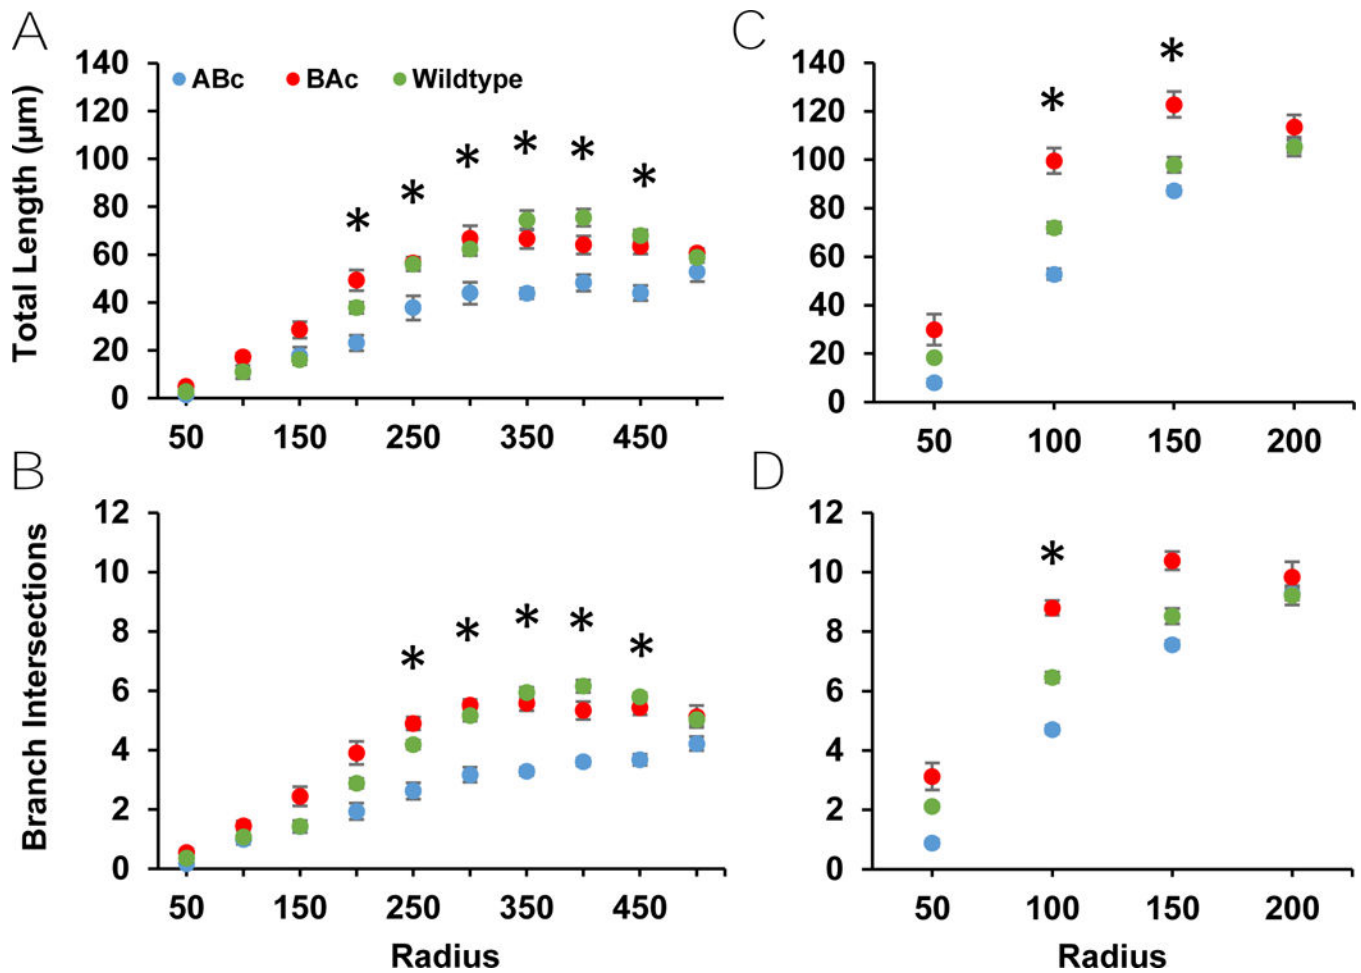 A
Total Length (µm)
140
120
100
80
60
40
20
0
ABc BAc Wildtype
* * * * * *
50 150 250 350 450
C
140
120
100
80
60
40
20
0
* *
50 100 150 200
B
Branch Intersections
12
10
8
6
4
2
0
* * * * *
50 150 250 350 450
Radius
D
12
10
8
6
4
2
0
*
50 100 150 200
Radius